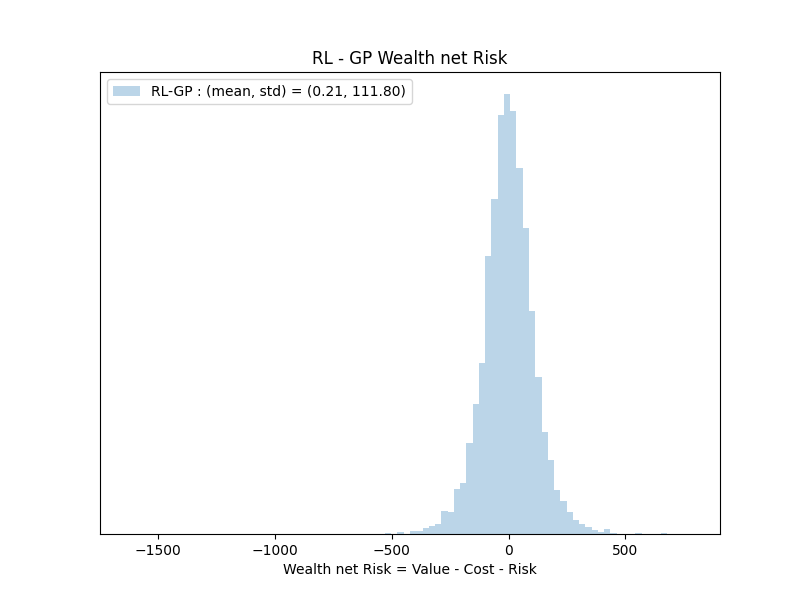 RL - GP Wealth net Risk
RL-GP : (mean, std) = (0.21, 111.80)
−1500 −1000 −500 0 500
Wealth net Risk = Value - Cost - Risk